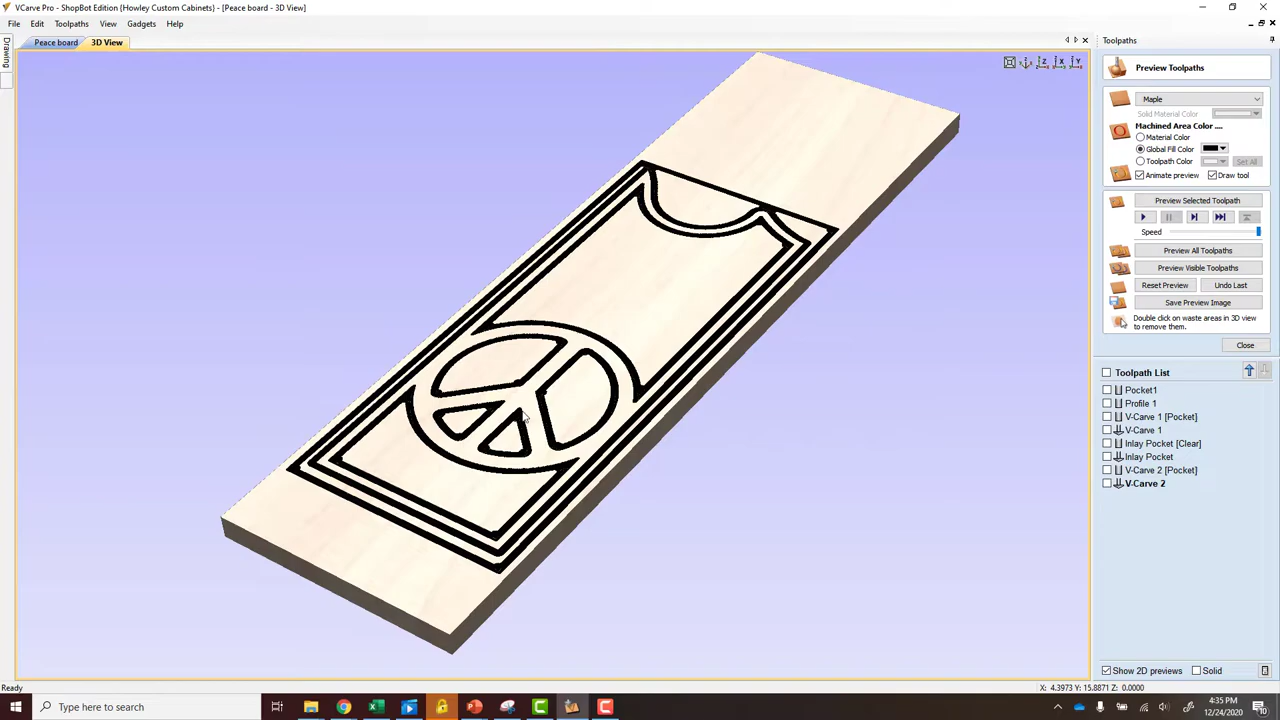 VCarve Pro - ShopBot Edition (Howley Custom Cabinets) - [Peace board - 3D View]
File Edit Toolpaths View Gadgets Help
Drawing
Peace board 3D View
Toolpaths
Preview Toolpaths
Maple
Solid Material Color
Machined Area Color ....
Material Color
Global Fill Color
Toolpath Color Set All
Animate preview Draw tool
Preview Selected Toolpath
Speed
Preview All Toolpaths
Preview Visible Toolpaths
Reset Preview Undo Last
Save Preview Image
Double click on waste areas in 3D view
to remove them.
Close
Toolpath List
Pocket1
Profile 1
V-Carve 1 [Pocket]
V-Carve 1
Inlay Pocket [Clear]
Inlay Pocket
V-Carve 2 [Pocket]
V-Carve 2
Show 2D previews Solid
Ready
X: 4.3973 Y: 15.8871 Z: 0.0000
Type here to search
4:35 PM
12/24/2020